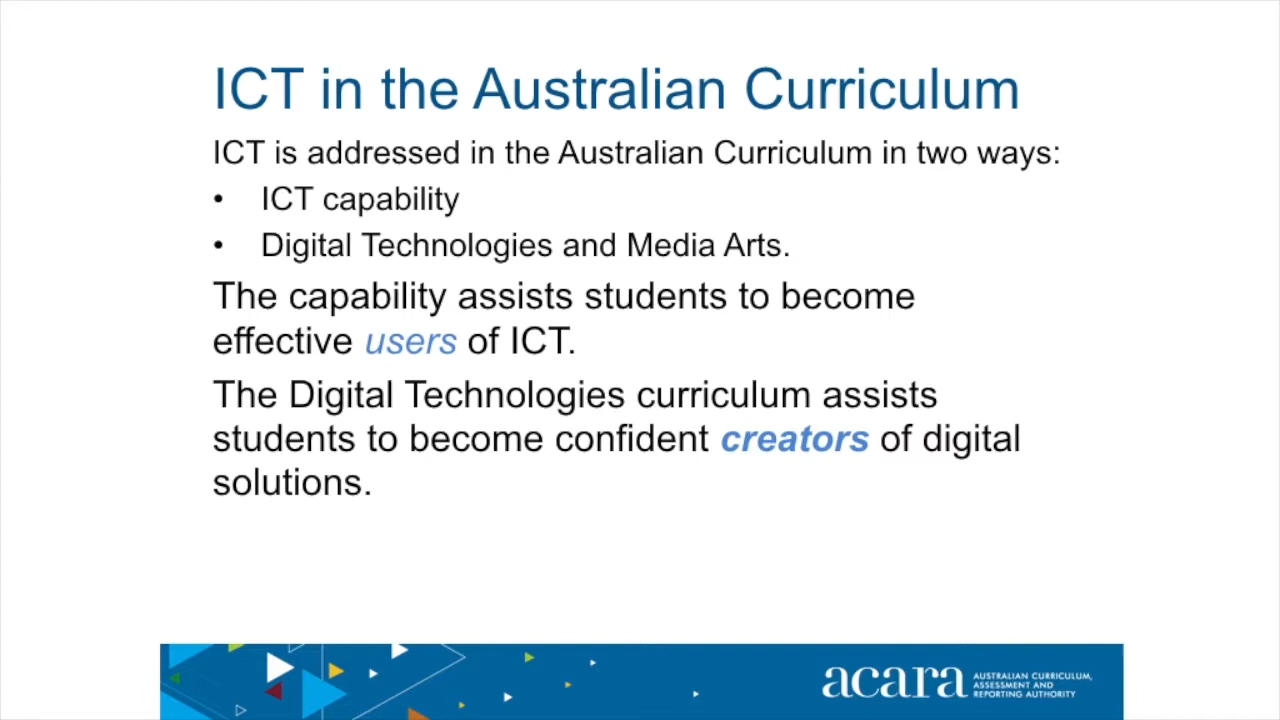 ICT in the Australian Curriculum
ICT is addressed in the Australian Curriculum in two ways:
• ICT capability
• Digital Technologies and Media Arts.
The capability assists students to become
effective users of ICT.
The Digital Technologies curriculum assists
students to become confident creators of digital
solutions.
acara
AUSTRALIAN CURRICULUM,
ASSESSMENT AND
REPORTING AUTHORITY